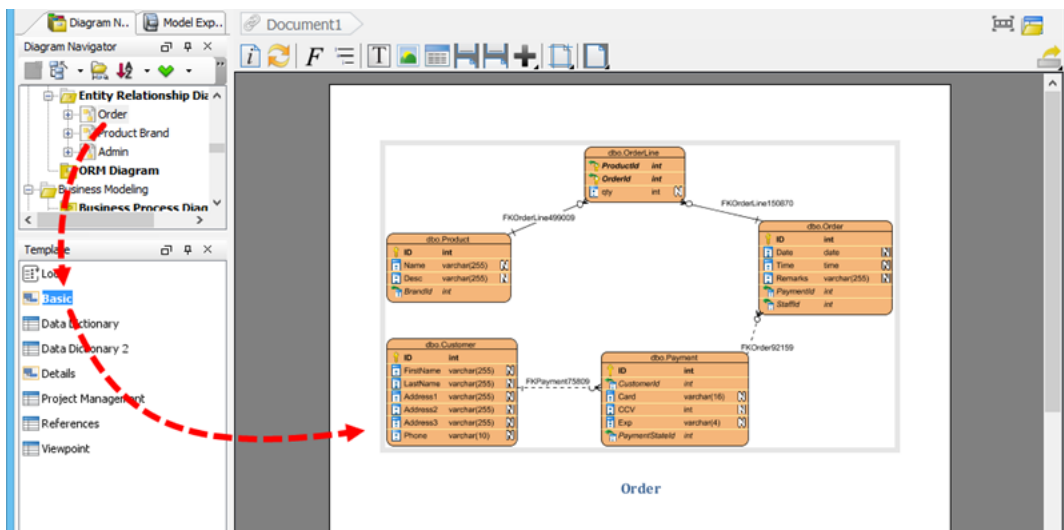 Diagram N.. Model Exp.. Document1
Diagram Navigator
F T
Entity Relationship Dia
Order
Product Brand
Admin
ORM Diagram
Business Modeling
Business Process Diag
Template
Basic
Data Dictionary
Data Dictionary 2
Details
Project Management
References
Viewpoint
dbo.OrderLine
ProductId int
OrderId int
qty int N
FKOrderLine499009
FKOrderLine150870
dbo.Product
ID int
Name varchar(255) N
Desc varchar(255) N
BrandId int
dbo.Order
ID int
Date date N
Time time N
Remarks varchar(255) N
PaymentId int
StaffId int
FKOrder92159
dbo.Customer
ID int
FirstName varchar(255) N
LastName varchar(255) N
Address1 varchar(255) N
Address2 varchar(255) N
Address3 varchar(255) N
Phone varchar(10) N
FKPayment75809
dbo.Payment
ID int
CustomerId int
Card varchar(16) N
CCV int N
Exp varchar(4) N
PaymentStateId int
Order